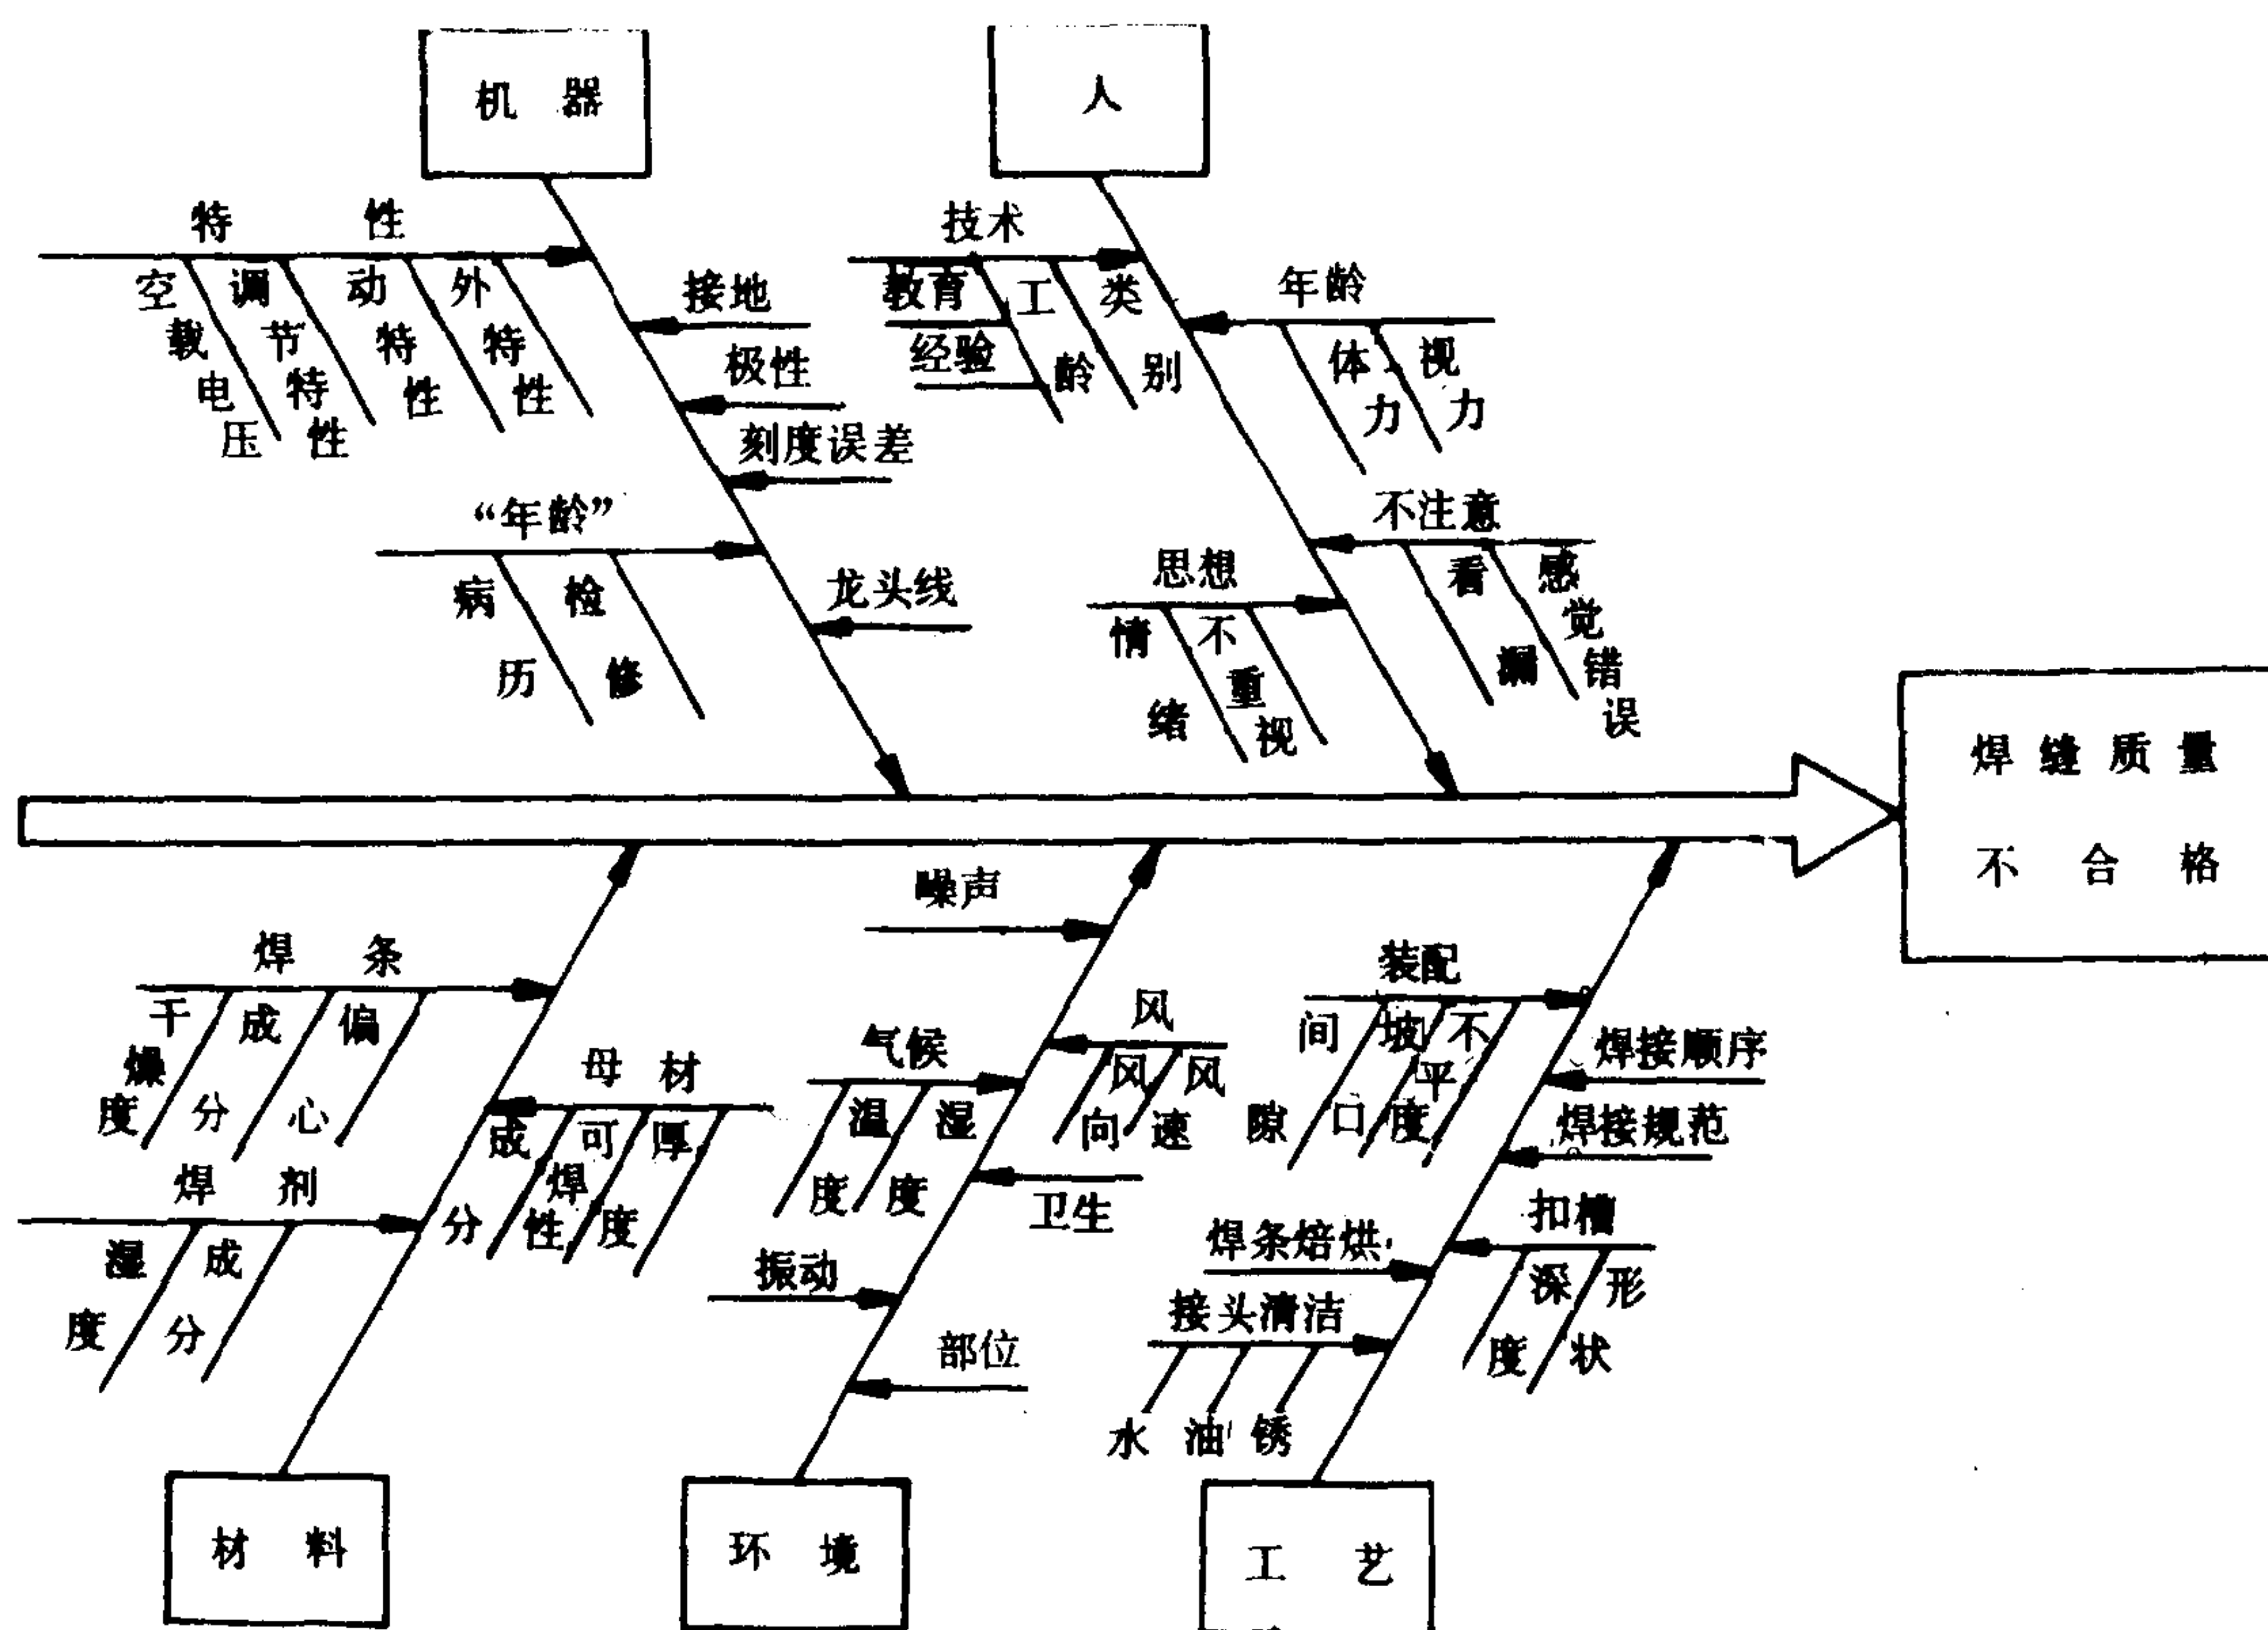 机器
人
特性
空载电压
调节特性
动特性
外特性
接地
极性
刻度误差
“年龄”
病历
检修
龙头线
技术
教育
经验
工龄
类别
年龄
体力
视力
不注意
看漏
感觉错误
思想
情绪
不重视
焊缝质量
不合格
焊条
干燥度
成分
偏心
母材
成分
可焊性
厚度
焊剂
湿度
成分
噪声
风
风向
风速
气候
温度
湿度
卫生
振动
部位
装配
间隙
坡口
不平度
焊接顺序
焊接规范
扣槽
深度
形状
焊条焙烘
接头清洁
水
油
锈
材料
环境
工艺